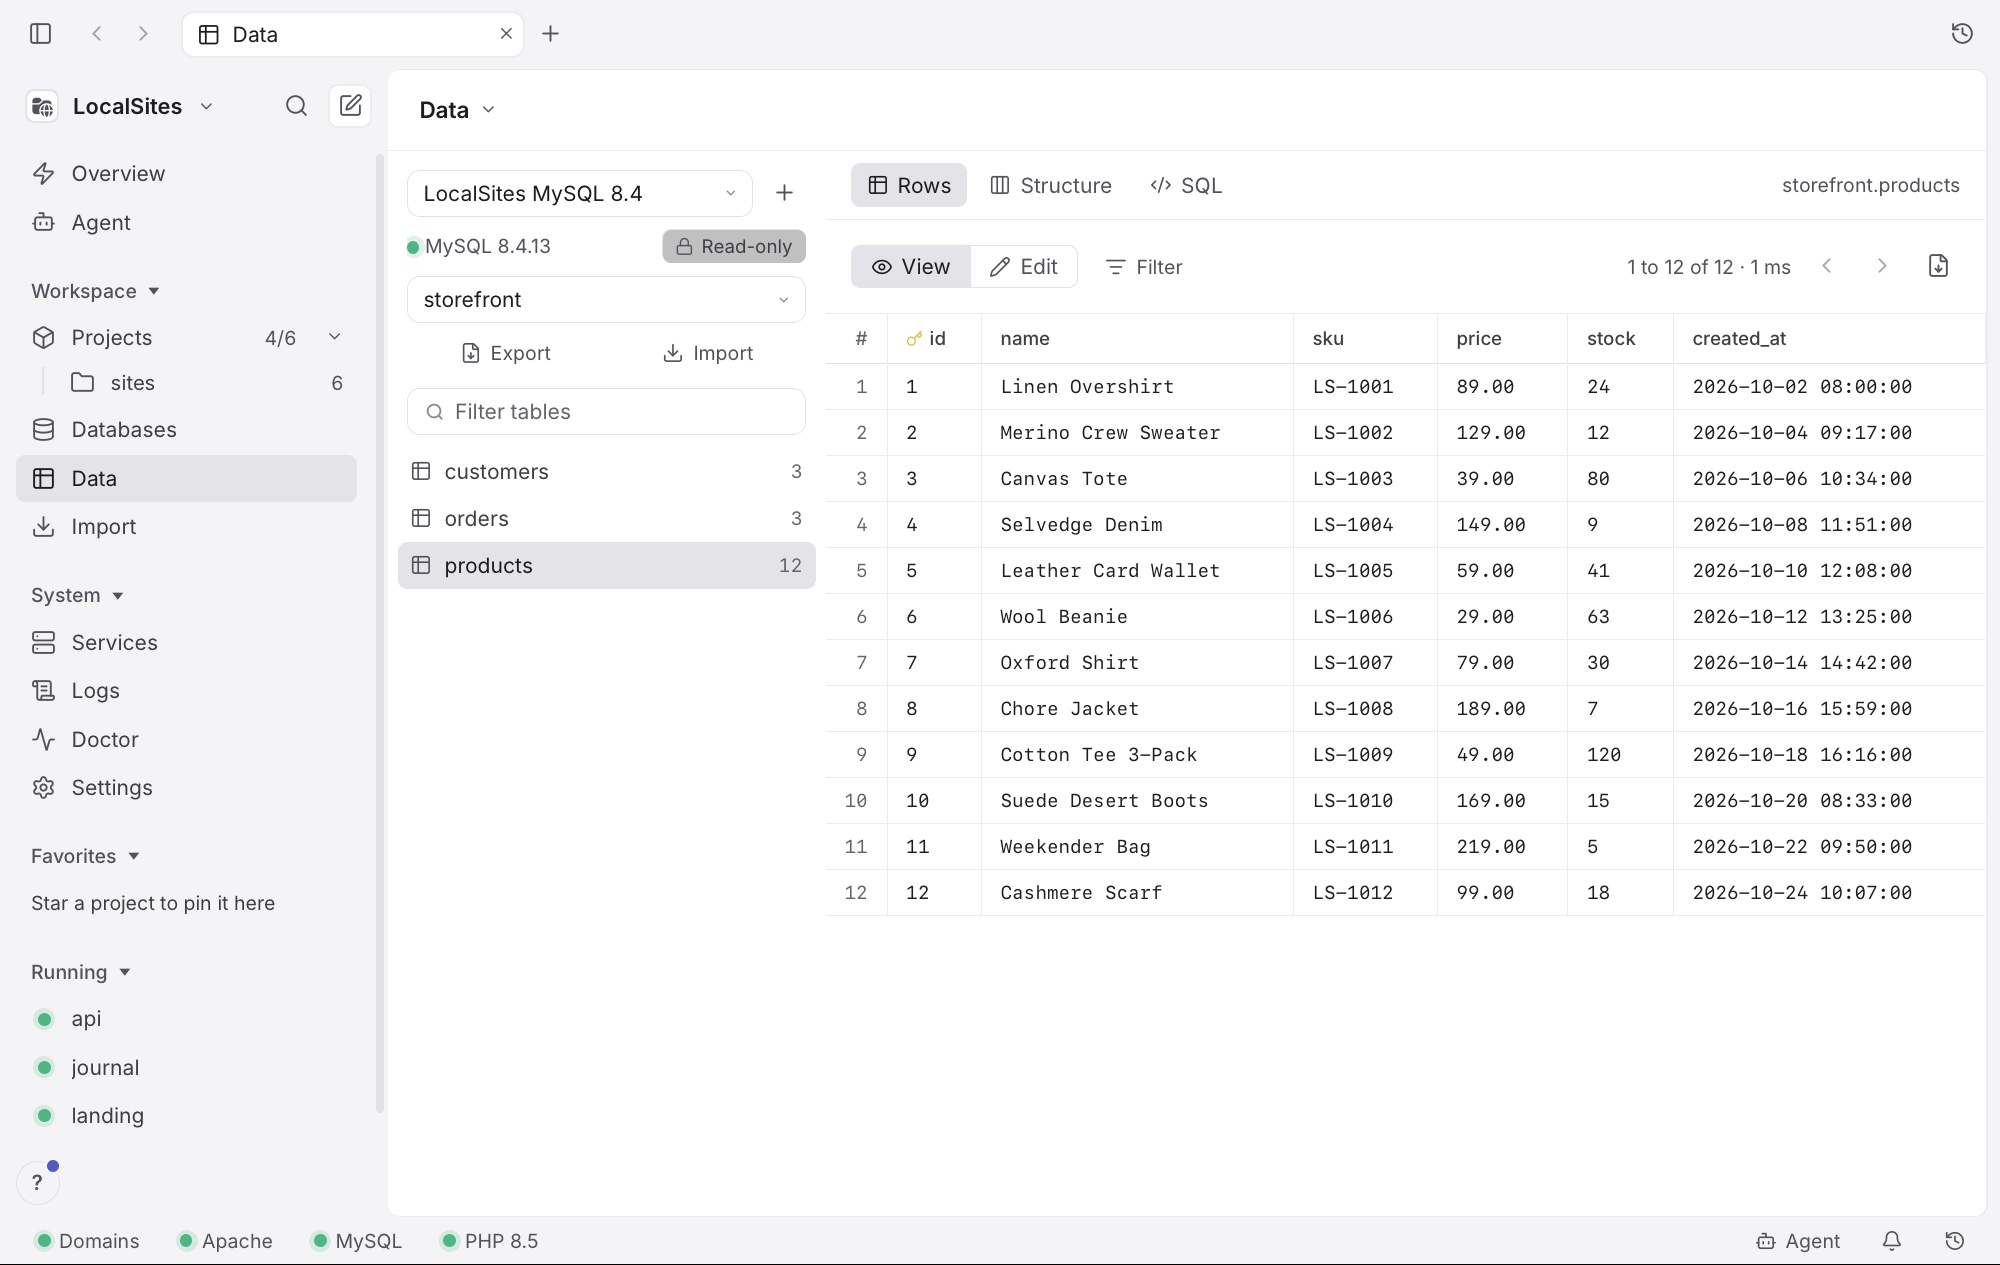 Data
LocalSites
Overview
Agent
Workspace
Projects 4/6
sites 6
Databases
Data
Import
System
Services
Logs
Doctor
Settings
Favorites
Star a project to pin it here
Running
api
journal
landing
?
Data
LocalSites MySQL 8.4
MySQL 8.4.13 Read-only
storefront
Export Import
Filter tables
customers 3
orders 3
products 12
Rows Structure SQL storefront.products
View Edit Filter 1 to 12 of 12 · 1 ms
# id name sku price stock created_at
1 1 Linen Overshirt LS-1001 89.00 24 2026-10-02 08:00:00
2 2 Merino Crew Sweater LS-1002 129.00 12 2026-10-04 09:17:00
3 3 Canvas Tote LS-1003 39.00 80 2026-10-06 10:34:00
4 4 Selvedge Denim LS-1004 149.00 9 2026-10-08 11:51:00
5 5 Leather Card Wallet LS-1005 59.00 41 2026-10-10 12:08:00
6 6 Wool Beanie LS-1006 29.00 63 2026-10-12 13:25:00
7 7 Oxford Shirt LS-1007 79.00 30 2026-10-14 14:42:00
8 8 Chore Jacket LS-1008 189.00 7 2026-10-16 15:59:00
9 9 Cotton Tee 3-Pack LS-1009 49.00 120 2026-10-18 16:16:00
10 10 Suede Desert Boots LS-1010 169.00 15 2026-10-20 08:33:00
11 11 Weekender Bag LS-1011 219.00 5 2026-10-22 09:50:00
12 12 Cashmere Scarf LS-1012 99.00 18 2026-10-24 10:07:00
Domains Apache MySQL PHP 8.5 Agent